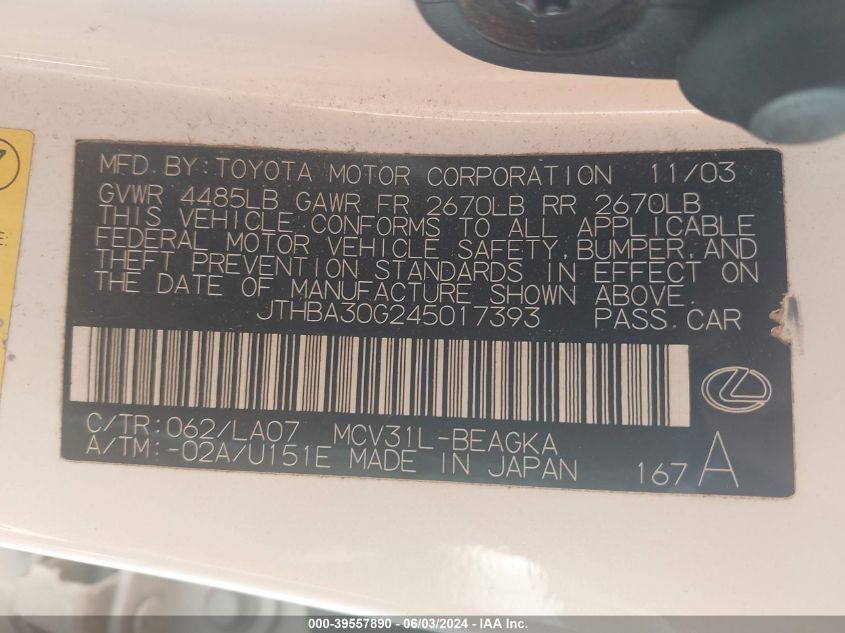 MFD. BY: TOYOTA MOTOR CORPORATION 11/03
GVWR 4485LB GAWR FR 2670LB RR 2670LB
THIS VEHICLE CONFORMS TO ALL APPLICABLE
FEDERAL MOTOR VEHICLE SAFETY, BUMPER, AND
THEFT PREVENTION STANDARDS IN EFFECT ON
THE DATE OF MANUFACTURE SHOWN ABOVE.
JTHBA30G245017393 PASS. CAR
C/TR: 062/LA07 MCV31L-BEAGKA
A/TM: -02A/U151E MADE IN JAPAN
167 A
000-39557890 - 06/03/2024 - IAA Inc.